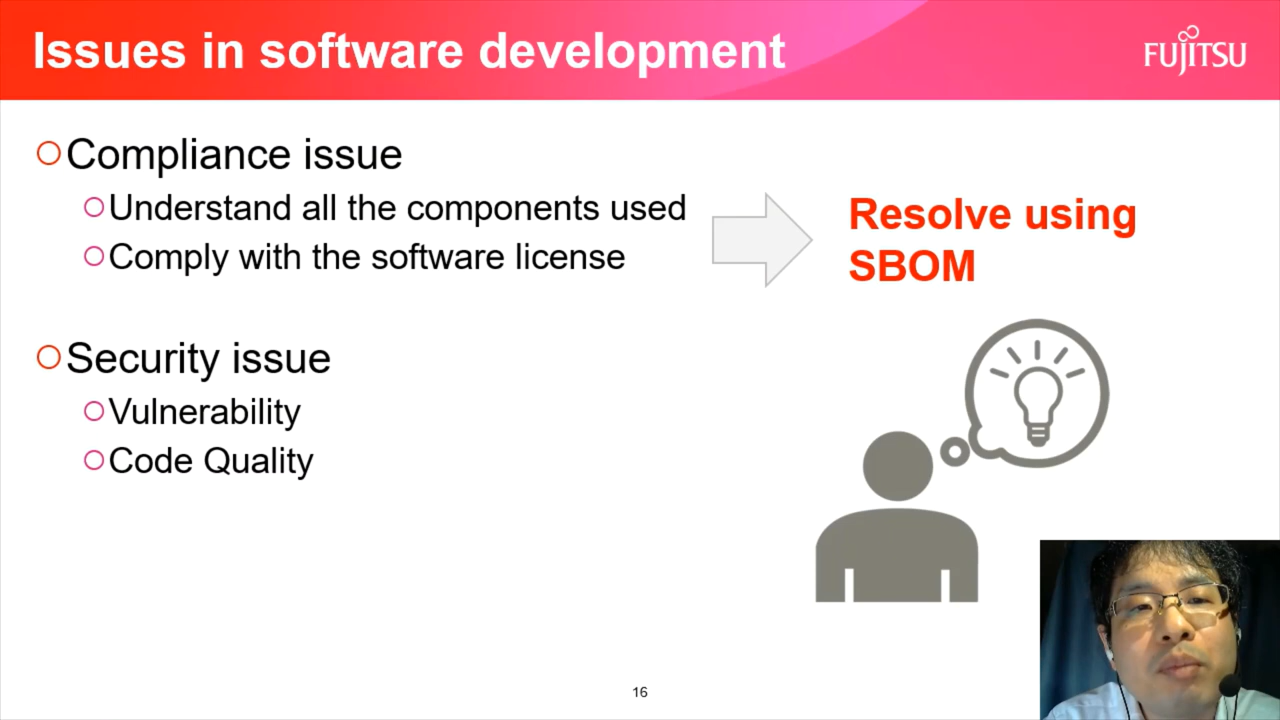 Issues in software development
FUJITSU
Compliance issue
Understand all the components used
Comply with the software license
Resolve using
SBOM
Security issue
Vulnerability
Code Quality
16